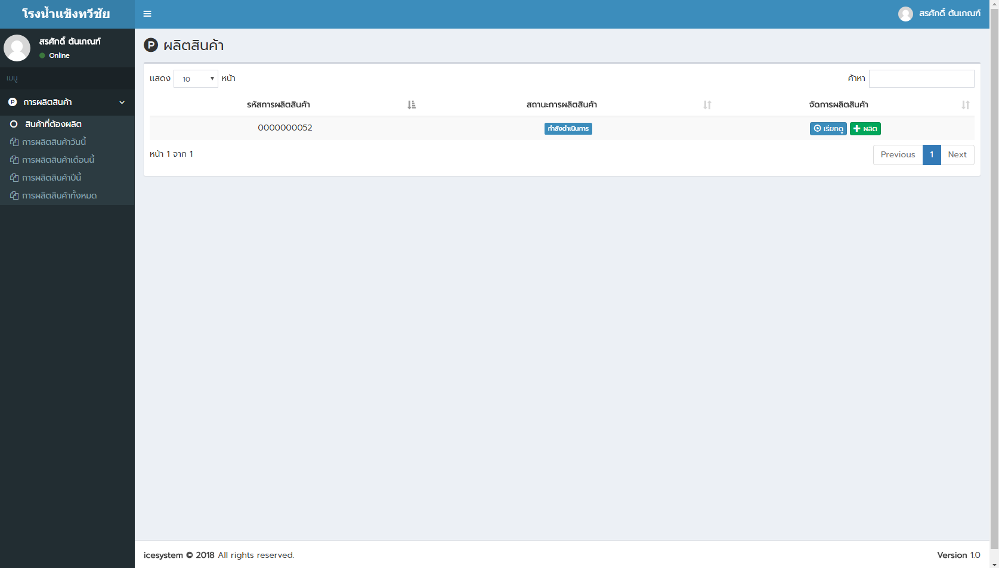 โรงน้ำแข็งทวีชัย
สรศักดิ์ ตันเกณฑ์
สรศักดิ์ ตันเกณฑ์
Online
เมนู
การผลิตสินค้า
สินค้าที่ต้องผลิต
การผลิตสินค้าวันนี้
การผลิตสินค้าเดือนนี้
การผลิตสินค้าปีนี้
การผลิตสินค้าทั้งหมด
ผลิตสินค้า
แสดง 10 หน้า
ค้าหา
รหัสการผลิตสินค้า สถานะการผลิตสินค้า จัดการผลิตสินค้า
0000000052 กำลังดำเนินการ เรียกดู ผลิต
หน้า 1 จาก 1
Previous 1 Next
icesystem © 2018 All rights reserved.
Version 1.0